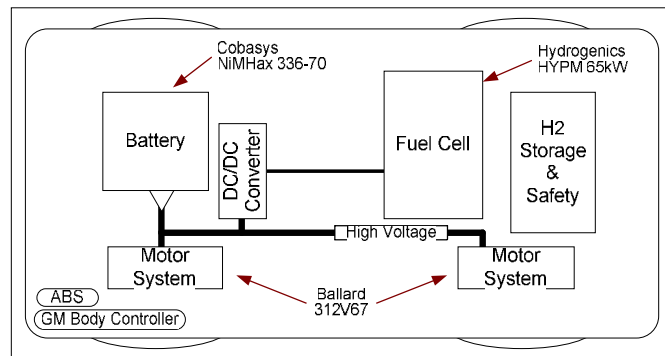 Cobasys
NiMHax 336-70
Hydrogenics
HYPM 65kW
Battery
DC/DC
Converter
Fuel Cell
H2
Storage
&
Safety
High Voltage
Motor
System
Motor
System
Ballard
312V67
ABS
GM Body Controller